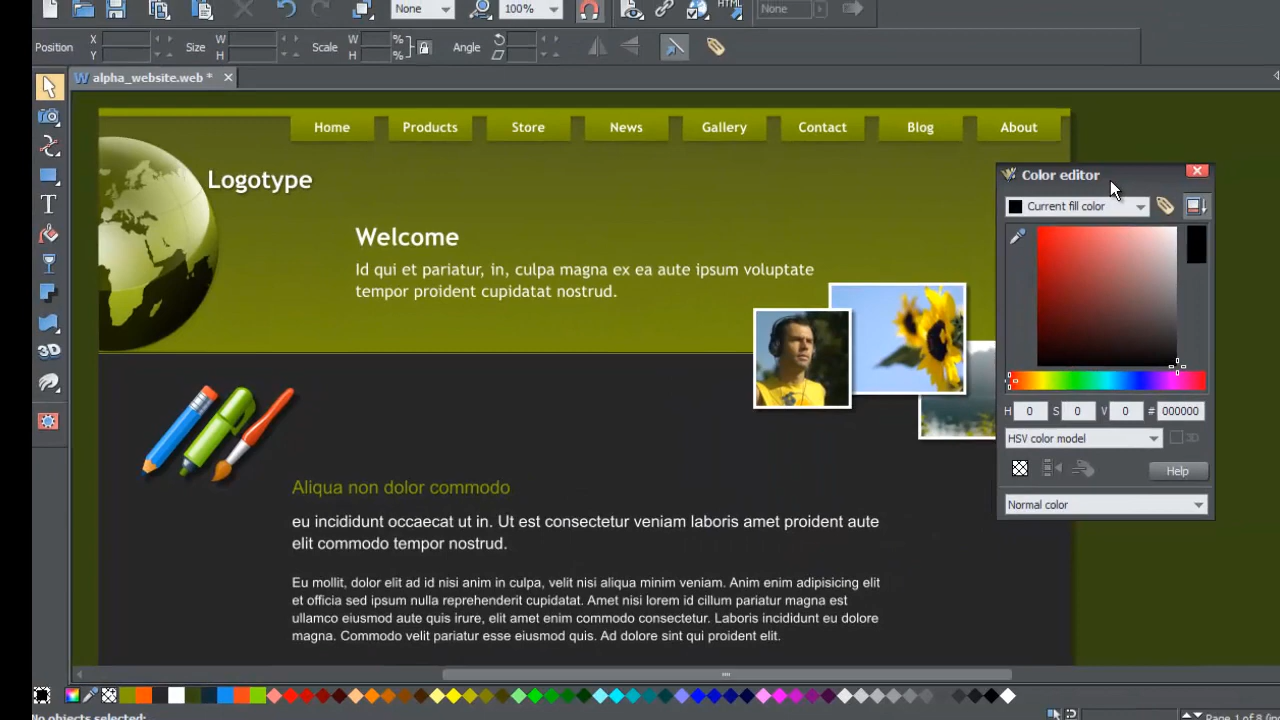 None
100%
HTML
None
Position
X
Y
Size
W
H
Scale
W
H
%
%
Angle
W alpha_website.web *
Home Products Store News Gallery Contact Blog About
Logotype
Welcome
Id qui et pariatur, in, culpa magna ex ea aute ipsum voluptate
tempor proident cupidatat nostrud.
Color editor
Current fill color
H 0 S 0 V 0 # 000000
HSV color model
3D
Help
Normal color
T
3D
Aliqua non dolor commodo
eu incididunt occaecat ut in. Ut est consectetur veniam laboris amet proident aute
elit commodo tempor nostrud.
Eu mollit, dolor elit ad id nisi anim in culpa, velit nisi aliqua minim veniam. Anim enim adipisicing elit
et officia sed ipsum nulla reprehenderit cupidatat. Amet nisi lorem id cillum pariatur magna est
ullamco eiusmod aute quis irure, elit amet enim commodo consectetur. Laboris incididunt eu dolore
magna. Commodo velit pariatur esse eiusmod quis. Ad dolore sint qui proident elit.
No objects selected:
Page 1 of 8